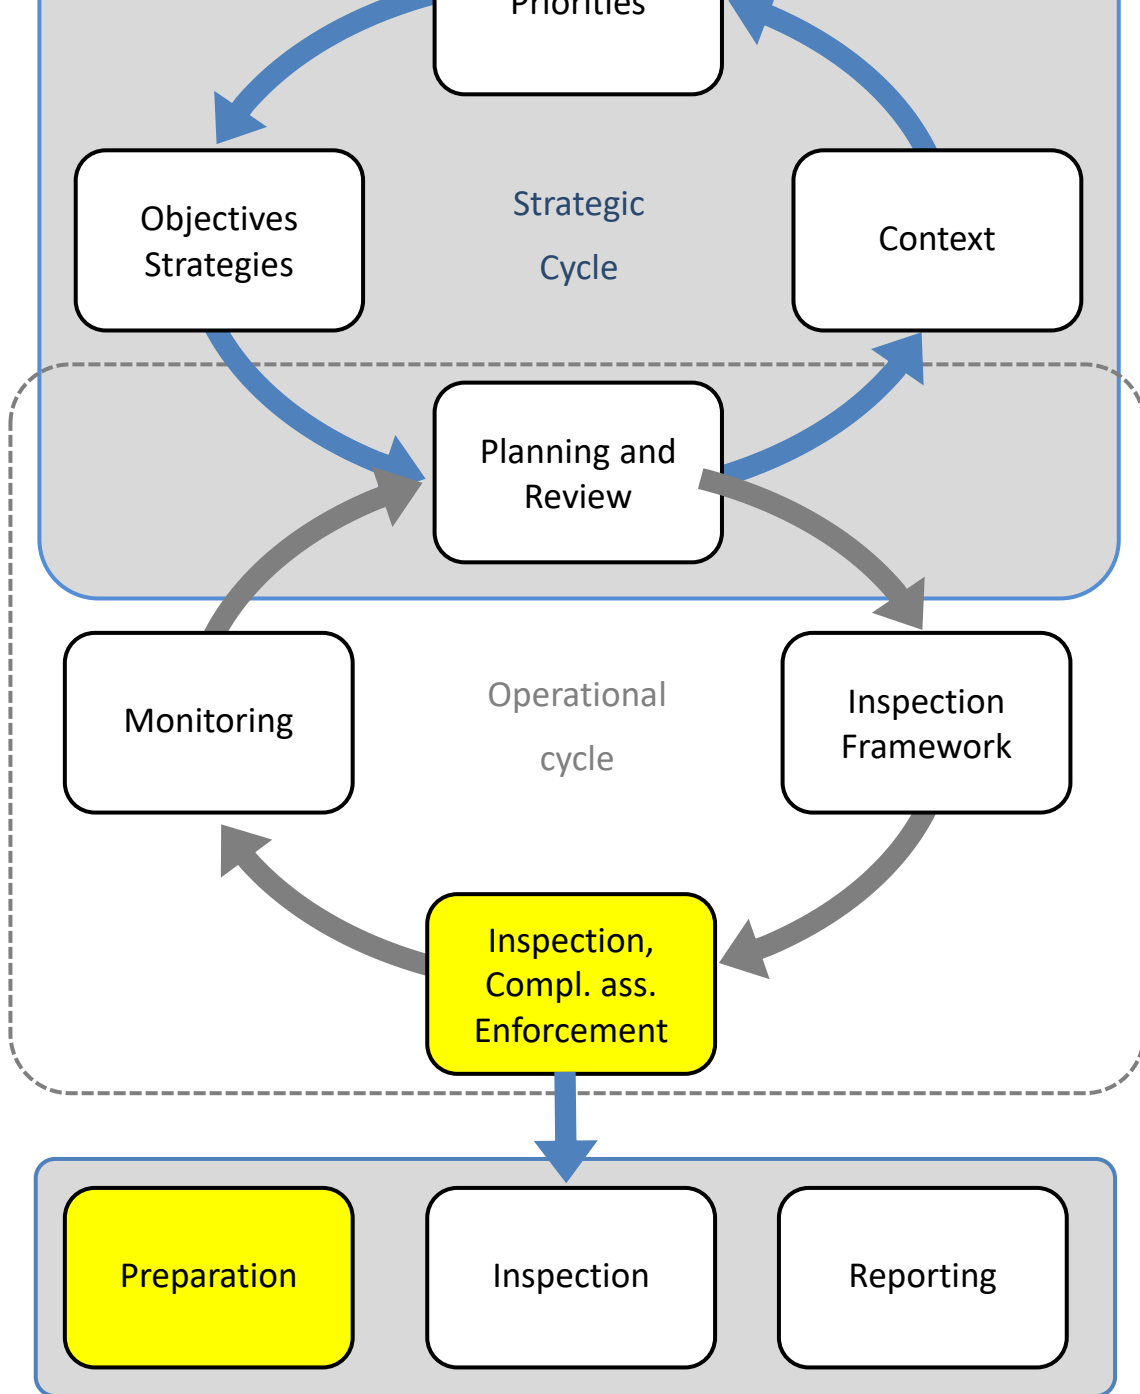 Priorities
Objectives
Strategies
Strategic
Cycle
Context
Planning and
Review
Monitoring
Operational
cycle
Inspection
Framework
Inspection,
Compl. ass.
Enforcement
Preparation
Inspection
Reporting